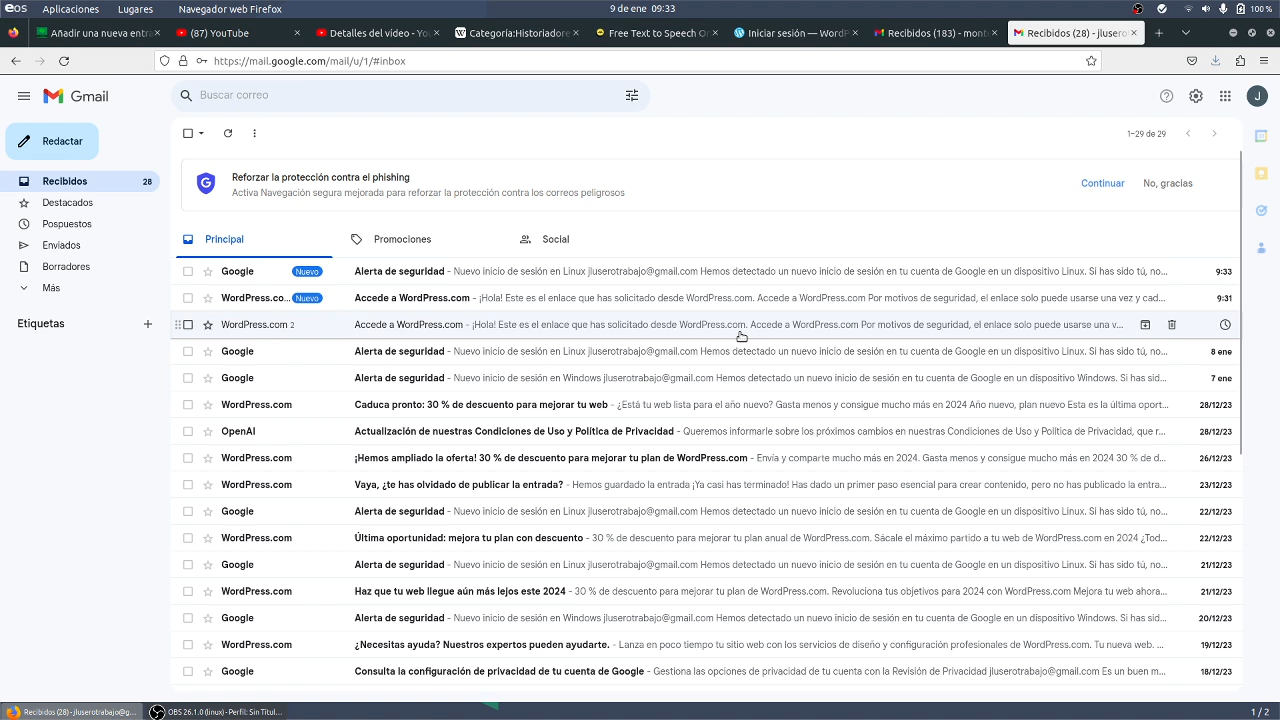 eos Aplicaciones Lugares Navegador web Firefox 9 de ene 09:33 100 %
Añadir una nueva entra (87) YouTube Detalles del vídeo - Yo Categoría:Historiadore Free Text to Speech On Iniciar sesión — WordP Recibidos (183) - mont Recibidos (28) - jluserot
https://mail.google.com/mail/u/1/#inbox
Gmail Buscar correo J
Redactar 1–29 de 29
Recibidos 28
Destacados
Pospuestos
Enviados
Borradores
Más
Etiquetas
Reforzar la protección contra el phishing
Activa Navegación segura mejorada para reforzar la protección contra los correos peligrosos
Continuar No, gracias
Principal Promociones Social
Google Nuevo Alerta de seguridad - Nuevo inicio de sesión en Linux jluserotrabajo@gmail.com Hemos detectado un nuevo inicio de sesión en tu cuenta de Google en un dispositivo Linux. Si has sido tú, no... 9:33
WordPress.co... Nuevo Accede a WordPress.com - ¡Hola! Este es el enlace que has solicitado desde WordPress.com. Accede a WordPress.com Por motivos de seguridad, el enlace solo puede usarse una vez y cad... 9:31
WordPress.com 2 Accede a WordPress.com - ¡Hola! Este es el enlace que has solicitado desde WordPress.com. Accede a WordPress.com Por motivos de seguridad, el enlace solo puede usarse una v...
Google Alerta de seguridad - Nuevo inicio de sesión en Linux jluserotrabajo@gmail.com Hemos detectado un nuevo inicio de sesión en tu cuenta de Google en un dispositivo Linux. Si has sido tú, no... 8 ene
Google Alerta de seguridad - Nuevo inicio de sesión en Windows jluserotrabajo@gmail.com Hemos detectado un nuevo inicio de sesión en tu cuenta de Google en un dispositivo Windows. Si has sid... 7 ene
WordPress.com Caduca pronto: 30 % de descuento para mejorar tu web - ¿Está tu web lista para el año nuevo? Gasta menos y consigue mucho más en 2024 Año nuevo, plan nuevo Esta es la última oport... 28/12/23
OpenAI Actualización de nuestras Condiciones de Uso y Política de Privacidad - Queremos informarle sobre los próximos cambios en nuestras Condiciones de Uso y Política de Privacidad, que r... 28/12/23
WordPress.com ¡Hemos ampliado la oferta! 30 % de descuento para mejorar tu plan de WordPress.com - Envía y comparte mucho más en 2024. Gasta menos y consigue mucho más en 2024 30 % de d... 26/12/23
WordPress.com Vaya, ¿te has olvidado de publicar la entrada? - Hemos guardado la entrada ¡Ya casi has terminado! Has dado un primer paso esencial para crear contenido, pero no has publicado la entra... 23/12/23
Google Alerta de seguridad - Nuevo inicio de sesión en Linux jluserotrabajo@gmail.com Hemos detectado un nuevo inicio de sesión en tu cuenta de Google en un dispositivo Linux. Si has sido tú, no... 22/12/23
WordPress.com Última oportunidad: mejora tu plan con descuento - 30 % de descuento para mejorar tu plan anual de WordPress.com. Sácale el máximo partido a tu web de WordPress.com en 2024 ¿Tod... 22/12/23
Google Alerta de seguridad - Nuevo inicio de sesión en Linux jluserotrabajo@gmail.com Hemos detectado un nuevo inicio de sesión en tu cuenta de Google en un dispositivo Linux. Si has sido tú, no... 21/12/23
WordPress.com Haz que tu web llegue aún más lejos este 2024 - 30 % de descuento para mejorar tu plan de WordPress.com. Revoluciona tus objetivos para 2024 con WordPress.com Mejora tu web ahora... 21/12/23
Google Alerta de seguridad - Nuevo inicio de sesión en Windows jluserotrabajo@gmail.com Hemos detectado un nuevo inicio de sesión en tu cuenta de Google en un dispositivo Windows. Si has sid... 20/12/23
WordPress.com ¿Necesitas ayuda? Nuestros expertos pueden ayudarte. - Lanza en poco tiempo tu sitio web con los servicios de diseño y configuración profesionales de WordPress.com. Tu nueva web. ... 19/12/23
Google Consulta la configuración de privacidad de tu cuenta de Google - Gestiona las opciones de privacidad de tu cuenta con la Revisión de Privacidad jluserotrabajo@gmail.com Es un buen m... 18/12/23
Recibidos (28) - jluserotrabajo@g... OBS 26.1.0 (linux) - Perfil: Sin Títul... 1 / 2